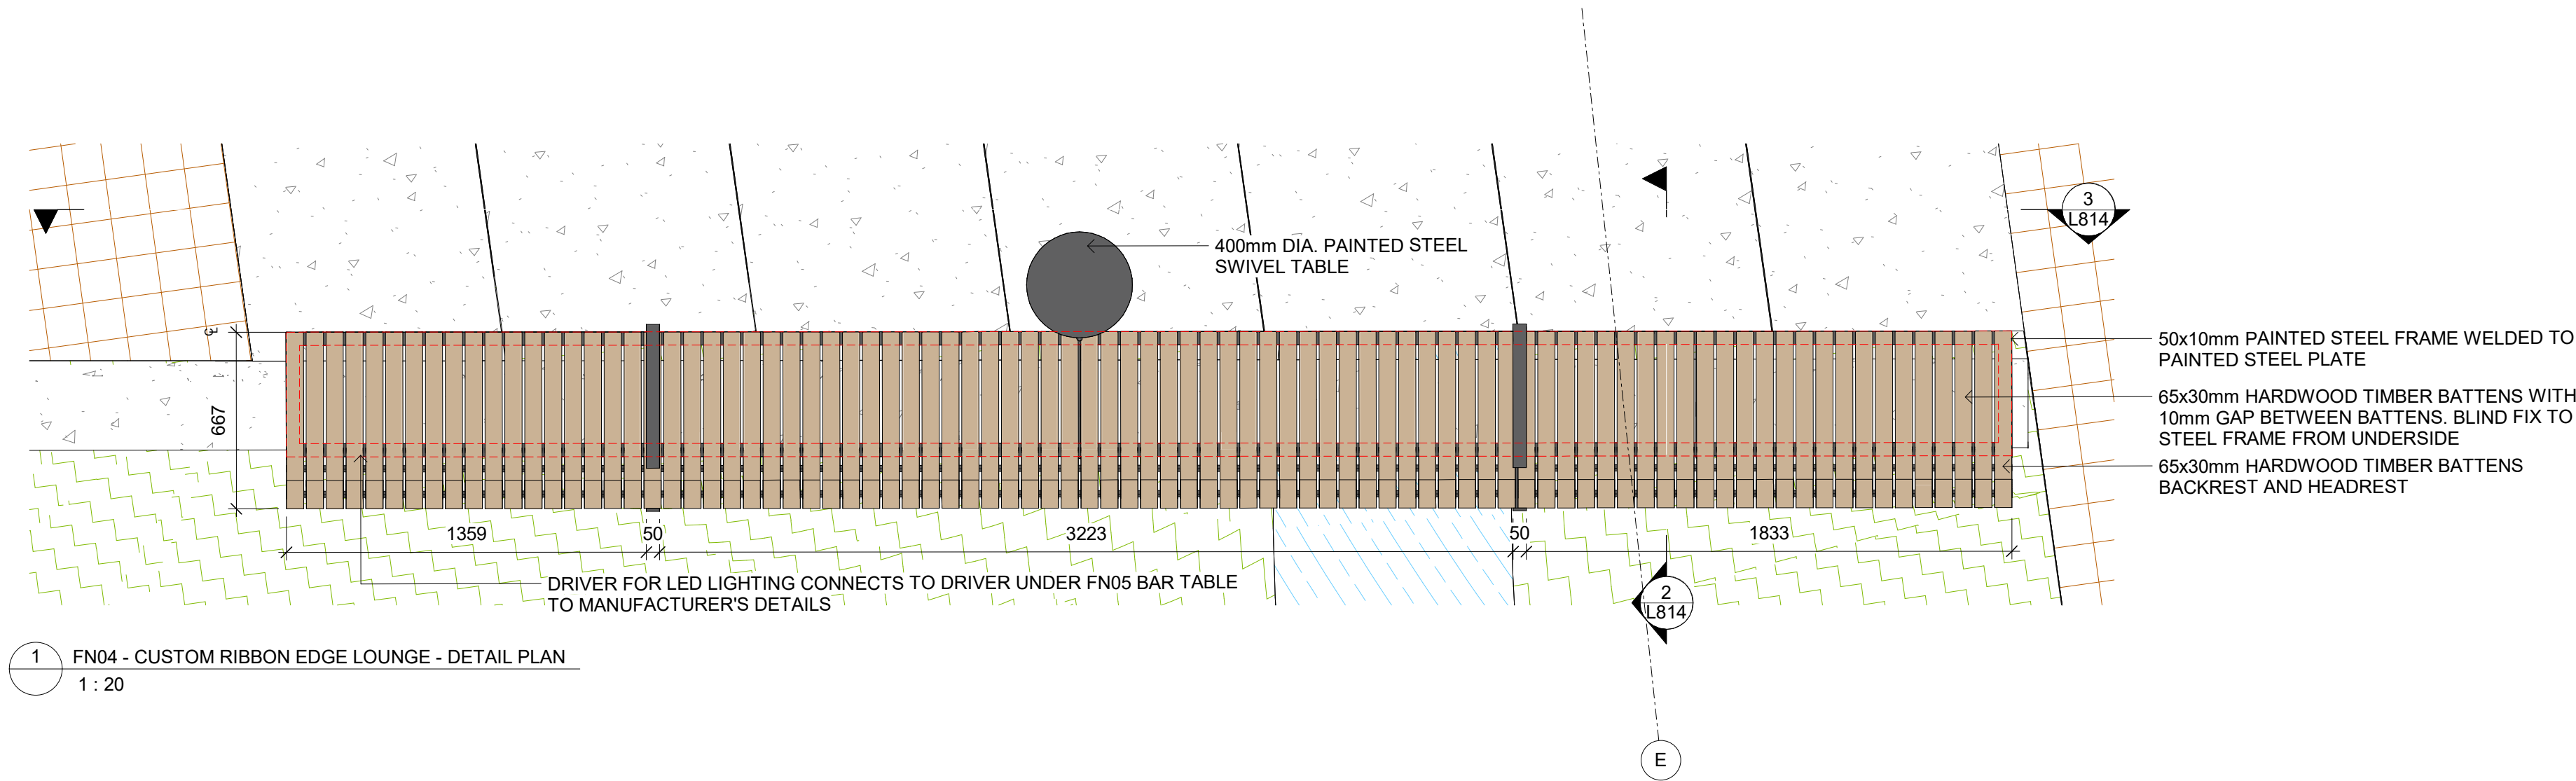 3
L814
400mm DIA. PAINTED STEEL
SWIVEL TABLE
50x10mm PAINTED STEEL FRAME WELDED TO
PAINTED STEEL PLATE
65x30mm HARDWOOD TIMBER BATTENS WITH
10mm GAP BETWEEN BATTENS. BLIND FIX TO
STEEL FRAME FROM UNDERSIDE
65x30mm HARDWOOD TIMBER BATTENS
BACKREST AND HEADREST
667
1359
50
3223
50
1833
DRIVER FOR LED LIGHTING CONNECTS TO DRIVER UNDER FN05 BAR TABLE
TO MANUFACTURER'S DETAILS
2
L814
1
FN04 - CUSTOM RIBBON EDGE LOUNGE - DETAIL PLAN
1 : 20
E